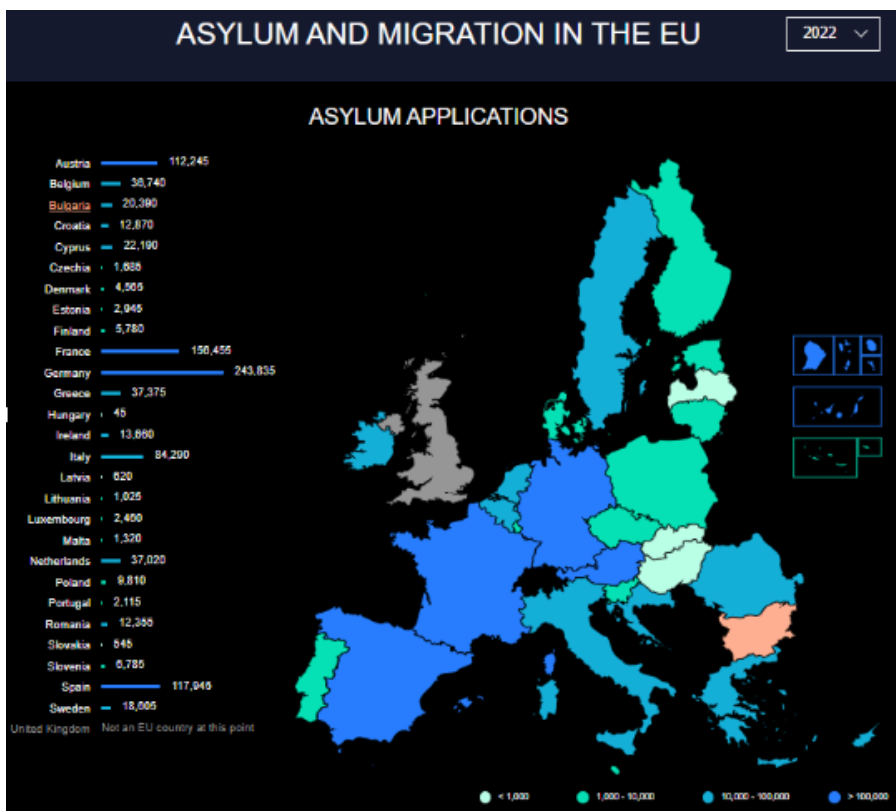 ASYLUM AND MIGRATION IN THE EU
2022
ASYLUM APPLICATIONS
Austria 112,245
Belgium 36,740
Bulgaria 20,390
Croatia 12,870
Cyprus 22,190
Czechia 1,685
Denmark 4,565
Estonia 2,945
Finland 5,780
France 156,455
Germany 243,835
Greece 37,375
Hungary 45
Ireland 13,660
Italy 84,290
Latvia 620
Lithuania 1,025
Luxembourg 2,460
Malta 1,320
Netherlands 37,020
Poland 9,810
Portugal 2,115
Romania 12,355
Slovakia 545
Slovenia 6,785
Spain 117,945
Sweden 18,605
United Kingdom Not an EU country at this point
< 1,000
1,000 - 10,000
10,000 - 100,000
> 100,000